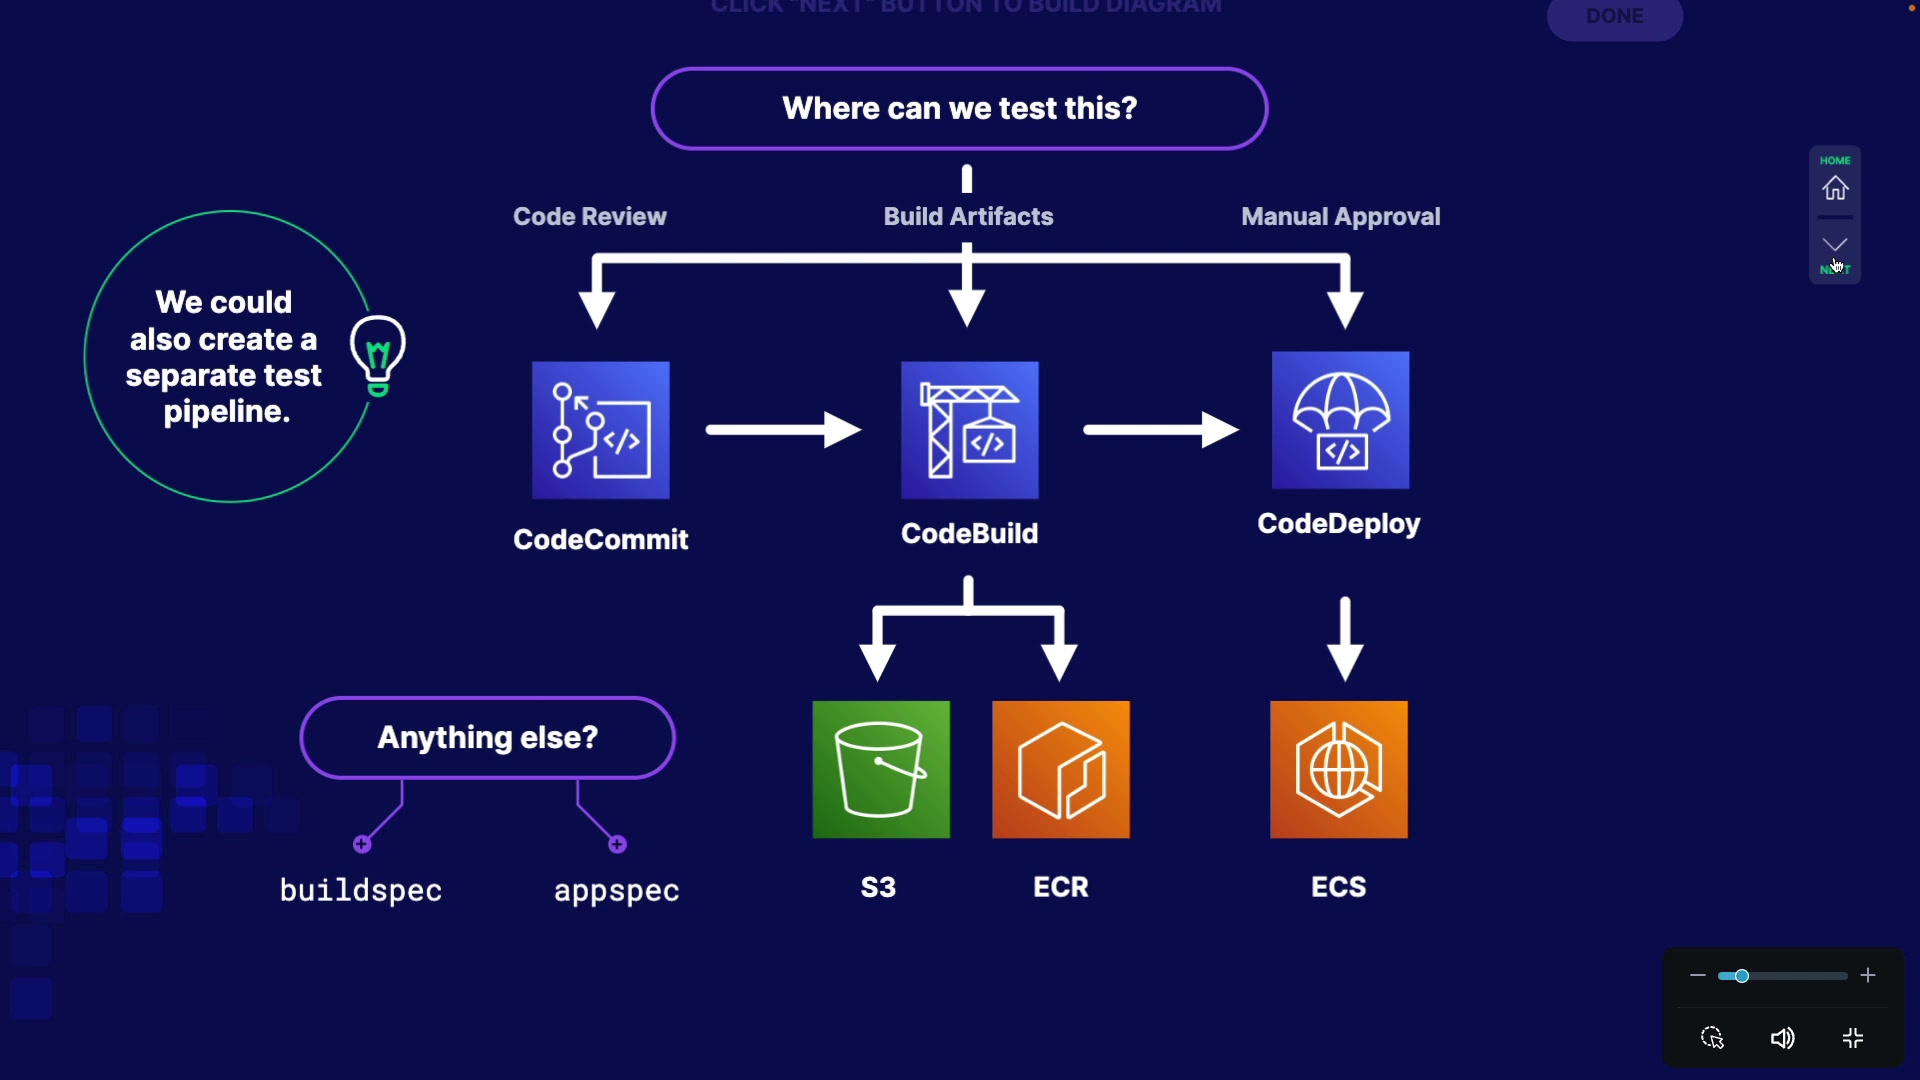 CLICK "NEXT" BUTTON TO BUILD DIAGRAM
DONE
Where can we test this?
HOME
Code Review
Build Artifacts
Manual Approval
We could
also create a
separate test
pipeline.
</>
</>
</>
CodeCommit
CodeBuild
CodeDeploy
Anything else?
buildspec
appspec
S3
ECR
ECS